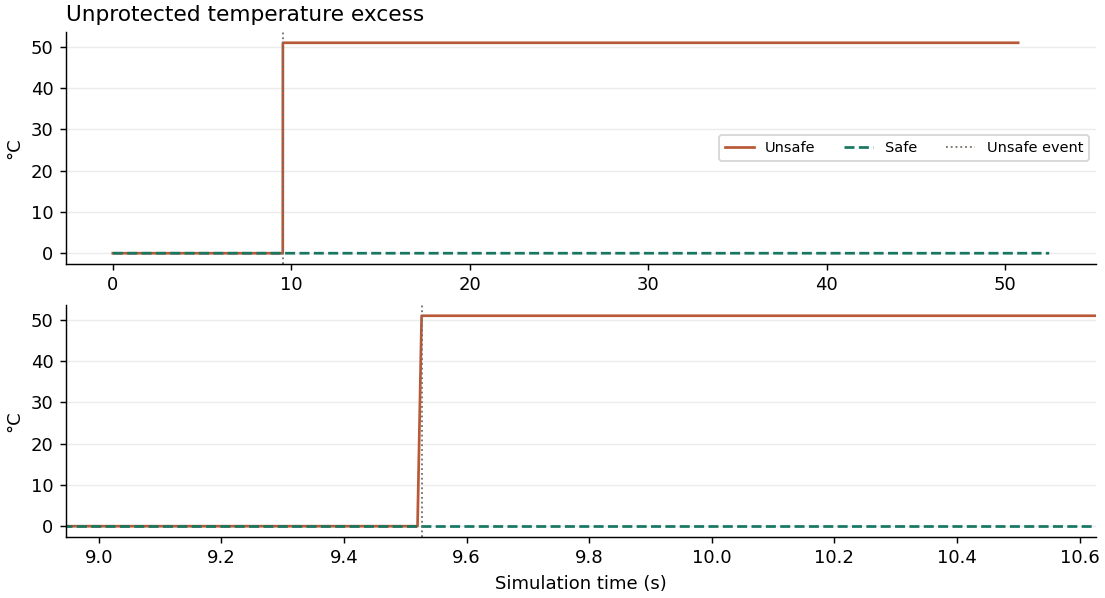 Unprotected temperature excess
50
40
30
20
10
0
°C
Unsafe Safe Unsafe event
0 10 20 30 40 50
50
40
30
20
10
0
°C
9.0 9.2 9.4 9.6 9.8 10.0 10.2 10.4 10.6
Simulation time (s)